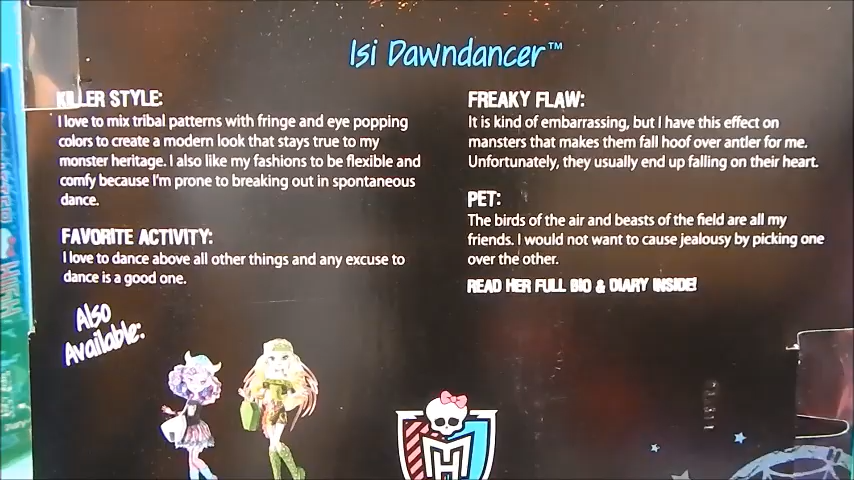 Isi Dawndancer™
KILLER STYLE:
I love to mix tribal patterns with fringe and eye popping
colors to create a modern look that stays true to my
monster heritage. I also like my fashions to be flexible and
comfy because I'm prone to breaking out in spontaneous
dance.
FAVORITE ACTIVITY:
I love to dance above all other things and any excuse to
dance is a good one.
Also
Available:
FREAKY FLAW:
It is kind of embarrassing, but I have this effect on
mansters that makes them fall hoof over antler for me.
Unfortunately, they usually end up falling on their heart.
PET:
The birds of the air and beasts of the field are all my
friends. I would not want to cause jealousy by picking one
over the other.
READ HER FULL BIO & DIARY INSIDE!
MH
HIGH